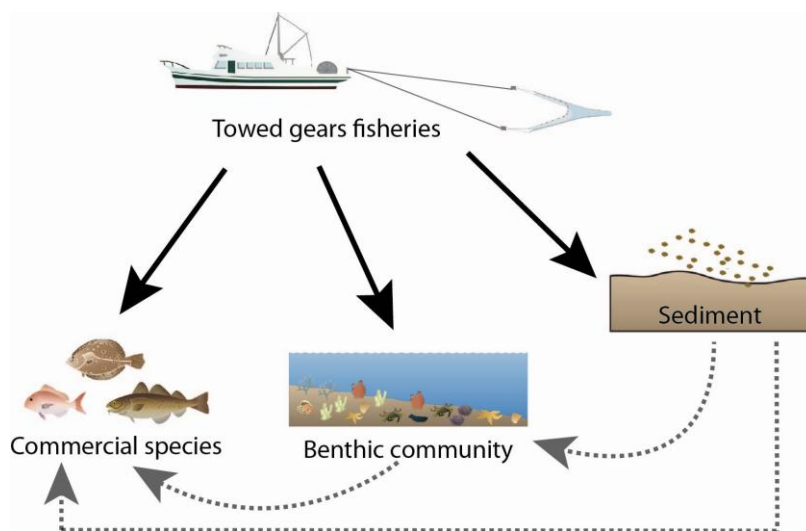 Towed gears fisheries
Sediment
Commercial species
Benthic community